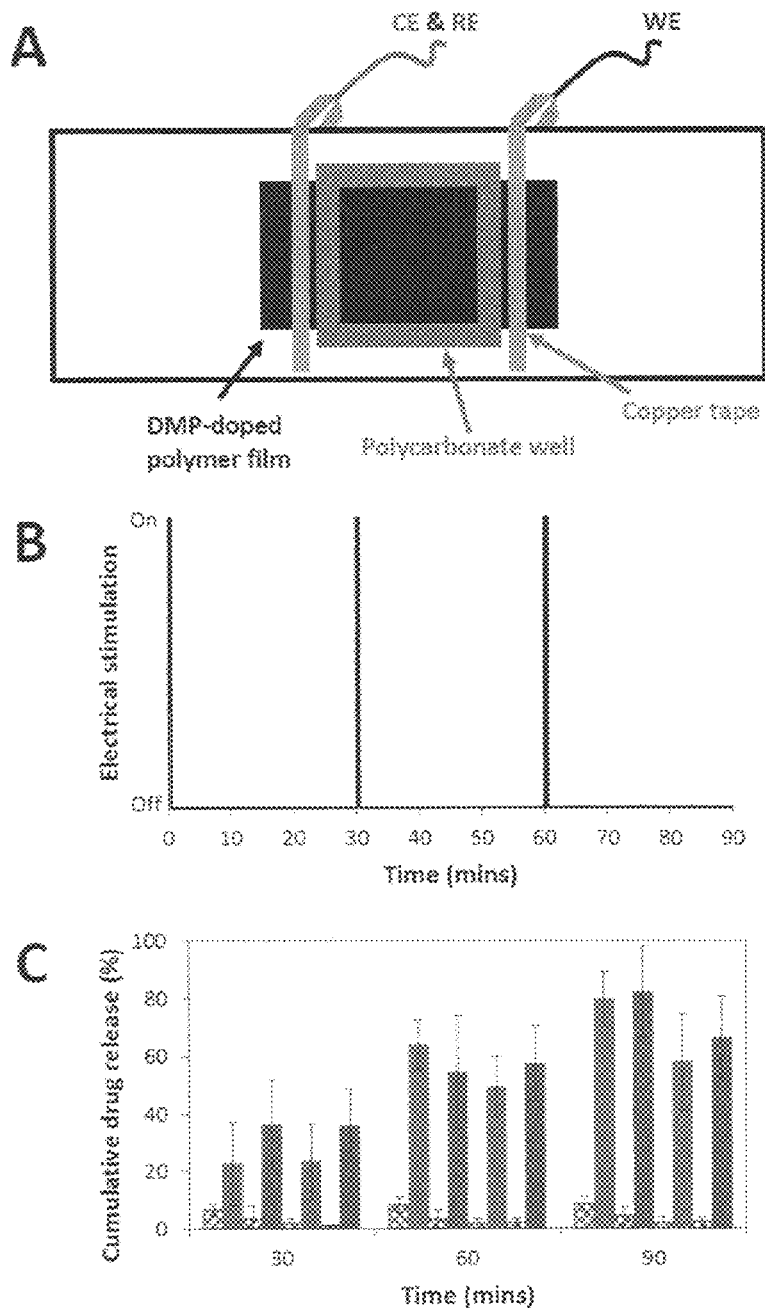 A
CE & RE
WE
DMP-doped
polymer film
Polycarbonate well
Copper tape
B
Electrical stimulation
On
Off
0 10 20 30 40 50 60 70 80 90
Time (mins)
C
Cumulative drug release (%)
100
80
60
40
20
0
30 60 90
Time (mins)